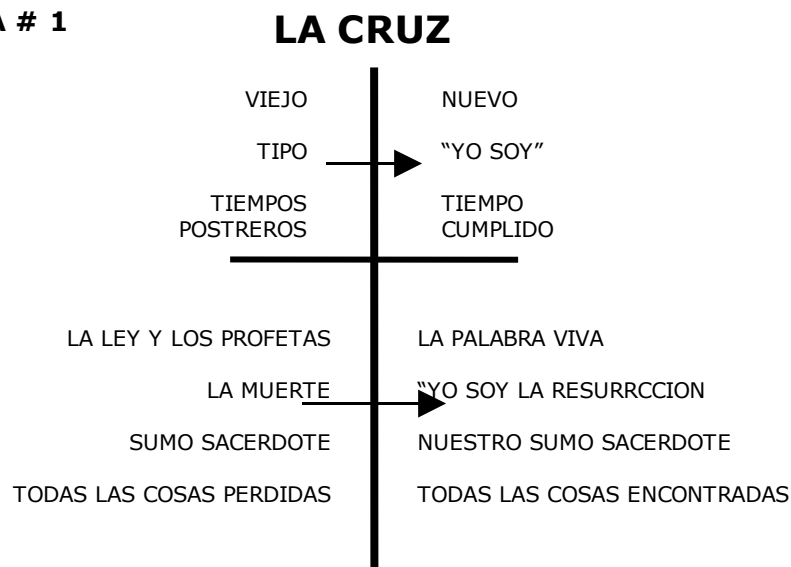 A # 1
LA CRUZ
VIEJO NUEVO
TIPO “YO SOY”
TIEMPOS TIEMPO
POSTREROS CUMPLIDO
LA LEY Y LOS PROFETAS LA PALABRA VIVA
LA MUERTE “YO SOY LA RESURRCCION
SUMO SACERDOTE NUESTRO SUMO SACERDOTE
TODAS LAS COSAS PERDIDAS TODAS LAS COSAS ENCONTRADAS